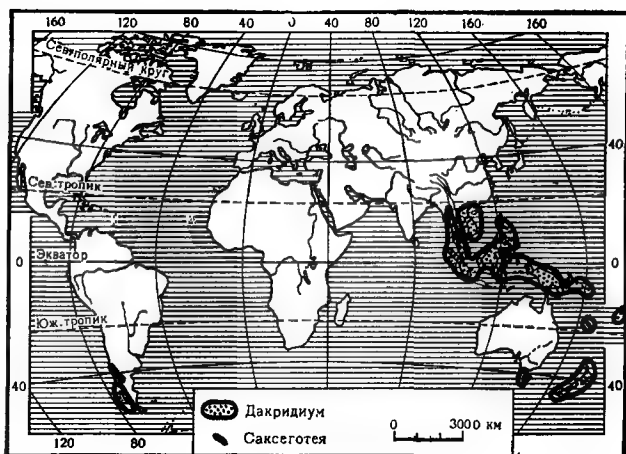 160 120 80 40 0 40 80 120 160 160
Сев. полярный круг
40 40
Сев. тропик
0 Экватор 0
Юж. тропик
40 40
Дакридиум
Саксеготея
0 3000 км
120 80